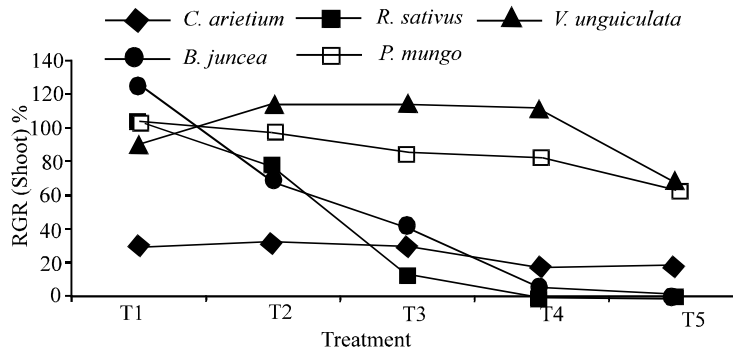 C. arietium R. sativus V. unguiculata
B. juncea P. mungo
RGR (Shoot) %
140
120
100
80
60
40
20
0
T1 T2 T3 T4 T5
Treatment